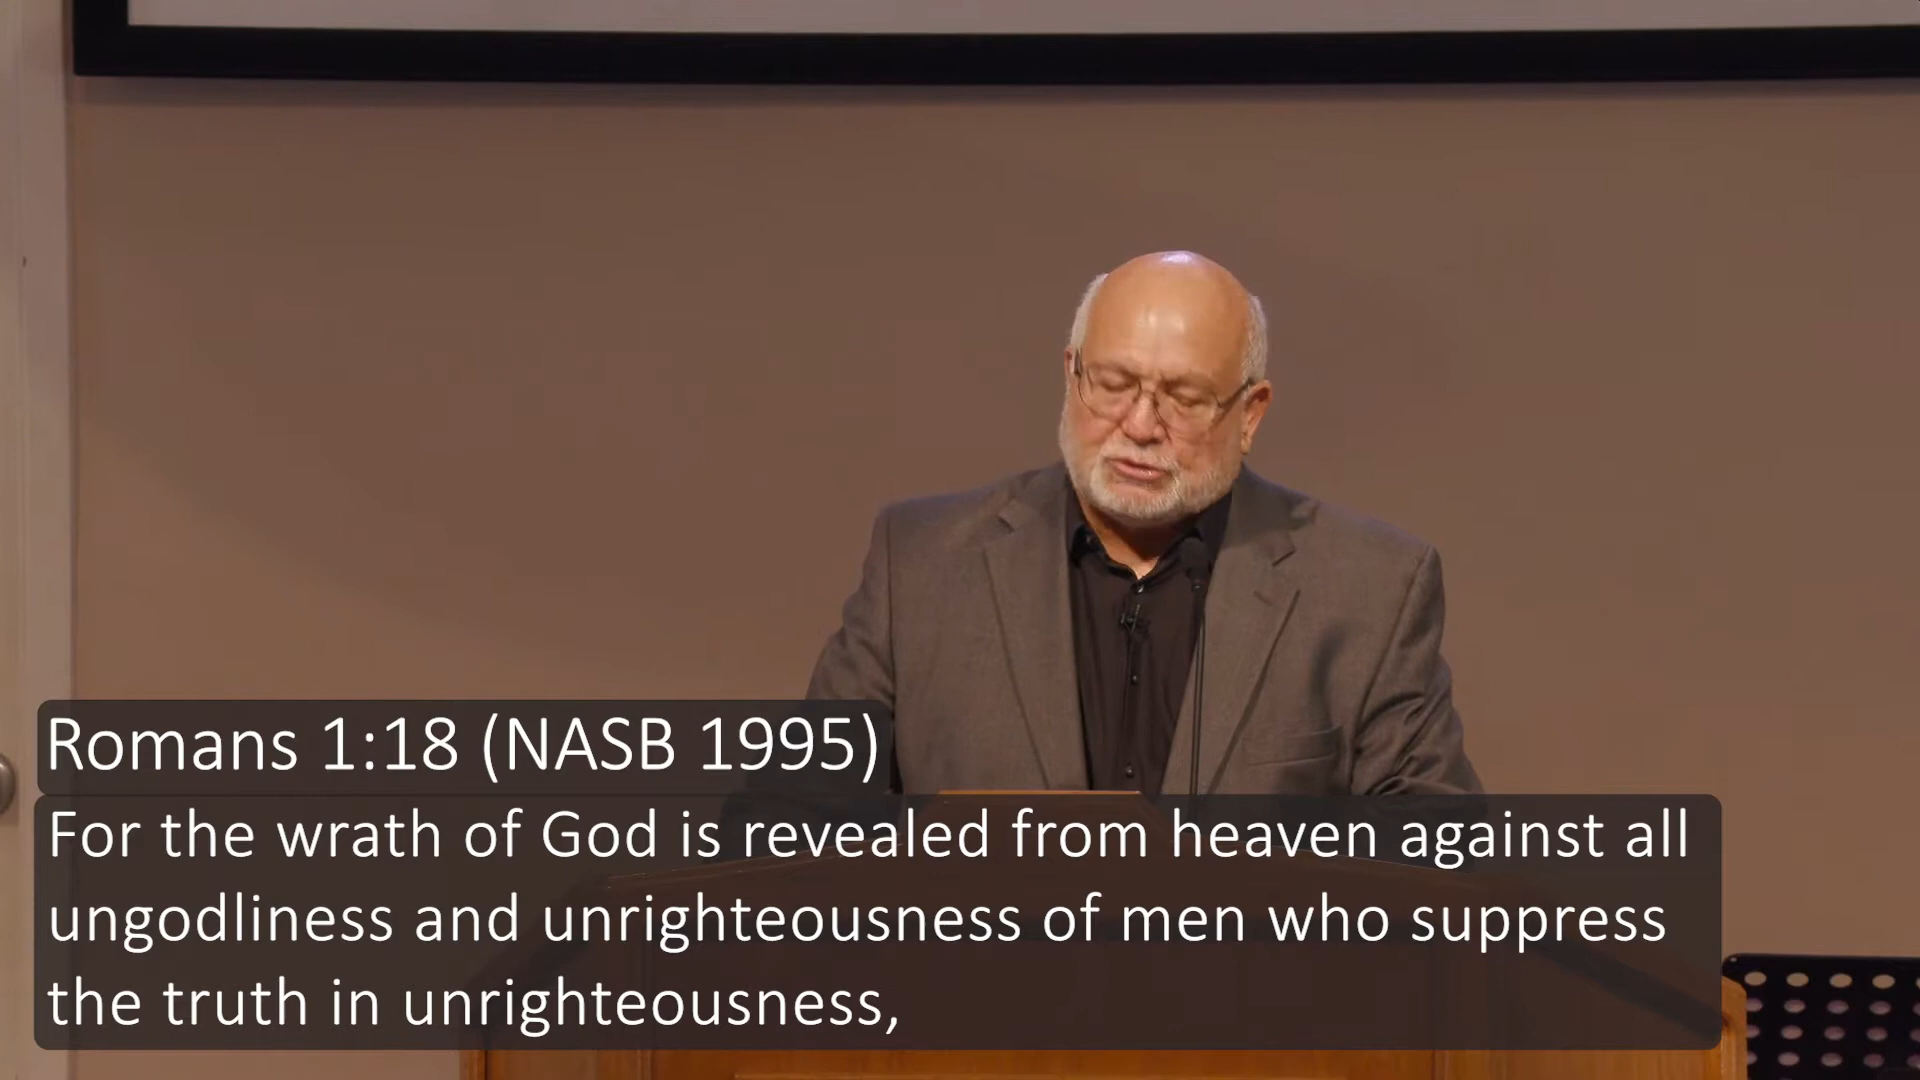 Romans 1:18 (NASB 1995)
For the wrath of God is revealed from heaven against all
ungodliness and unrighteousness of men who suppress
the truth in unrighteousness,